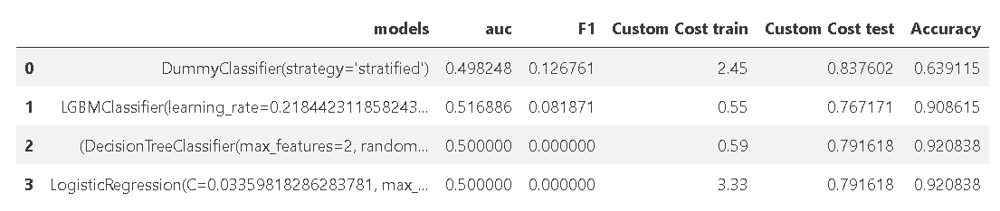 models auc F1 Custom Cost train Custom Cost test Accuracy
0 DummyClassifier(strategy='stratified') 0.498248 0.126761 2.45 0.837602 0.639115
1 LGBMClassifier(learning_rate=0.218442311858243... 0.516886 0.081871 0.55 0.767171 0.908615
2 (DecisionTreeClassifier(max_features=2, random... 0.500000 0.000000 0.59 0.791618 0.920838
3 LogisticRegression(C=0.03359818286283781, max_... 0.500000 0.000000 3.33 0.791618 0.920838